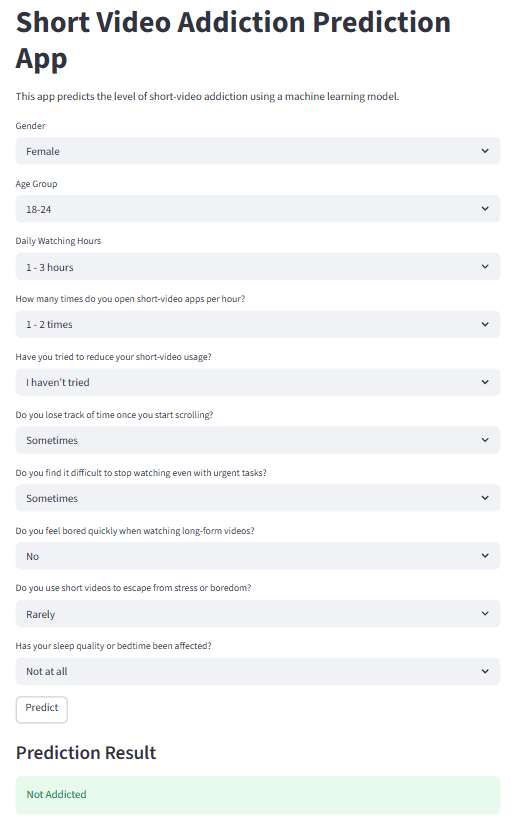 Short Video Addiction Prediction
App
This app predicts the level of short-video addiction using a machine learning model.
Gender
Female
Age Group
18-24
Daily Watching Hours
1 - 3 hours
How many times do you open short-video apps per hour?
1 - 2 times
Have you tried to reduce your short-video usage?
I haven't tried
Do you lose track of time once you start scrolling?
Sometimes
Do you find it difficult to stop watching even with urgent tasks?
Sometimes
Do you feel bored quickly when watching long-form videos?
No
Do you use short videos to escape from stress or boredom?
Rarely
Has your sleep quality or bedtime been affected?
Not at all
Predict
Prediction Result
Not Addicted